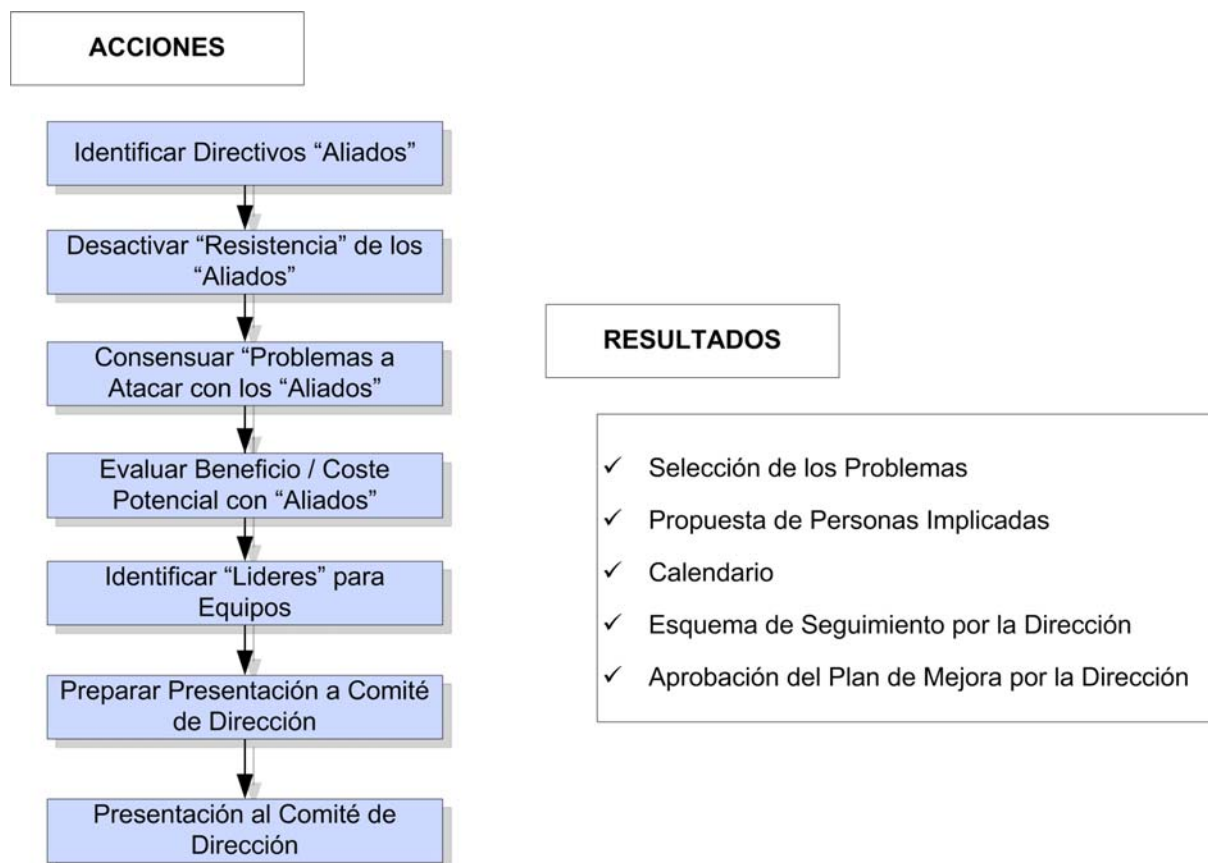 ACCIONES
Identificar Directivos “Aliados”
Desactivar “Resistencia” de los
“Aliados”
Consensuar “Problemas a
Atacar con los “Aliados”
Evaluar Beneficio / Coste
Potencial con “Aliados”
Identificar “Lideres” para
Equipos
Preparar Presentación a Comité
de Dirección
Presentación al Comité de
Dirección
RESULTADOS
✓ Selección de los Problemas
✓ Propuesta de Personas Implicadas
✓ Calendario
✓ Esquema de Seguimiento por la Dirección
✓ Aprobación del Plan de Mejora por la Dirección